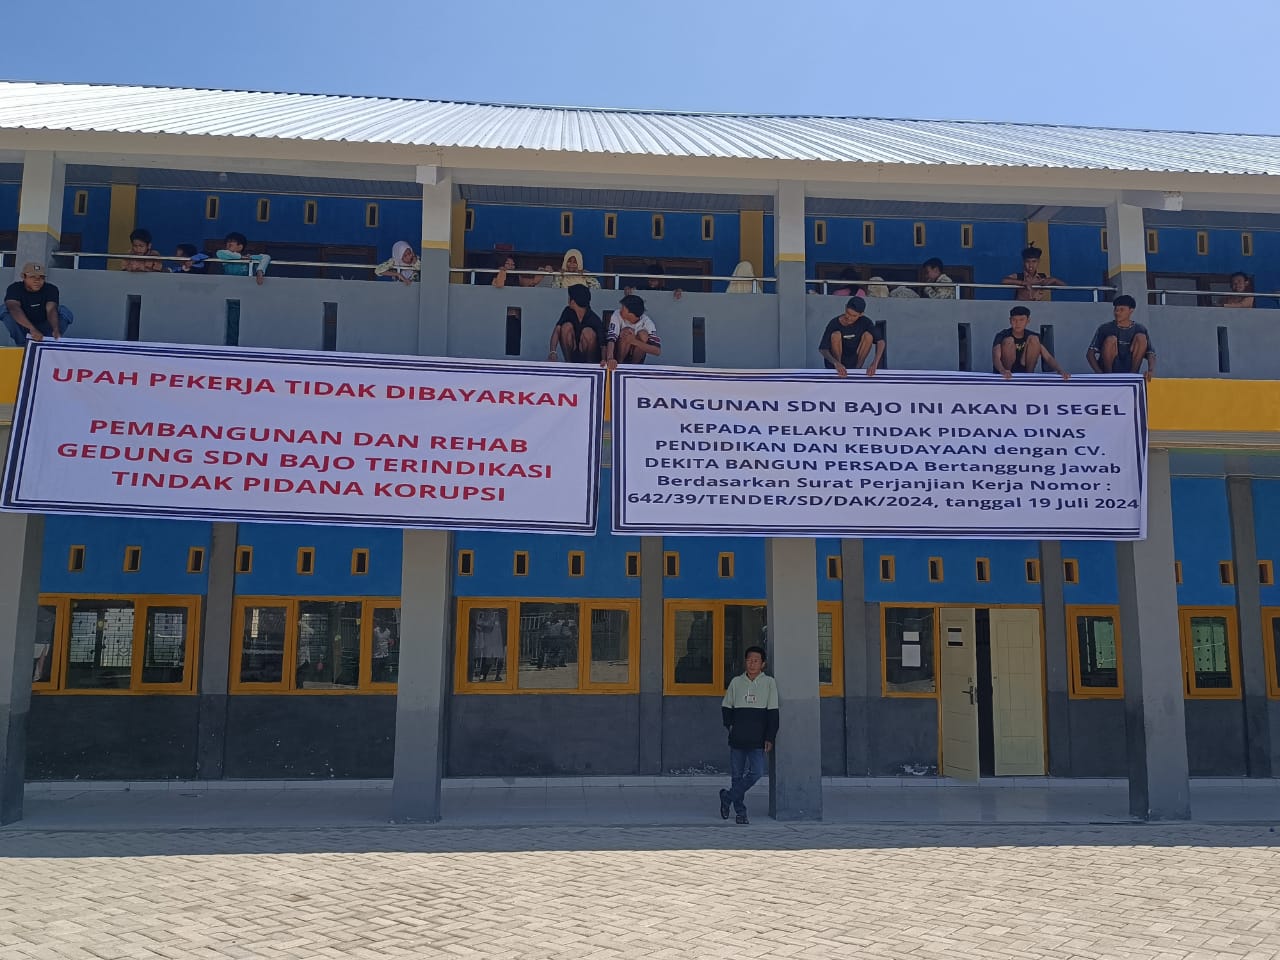 UPAH PEKERJA TIDAK DIBAYARKAN
PEMBANGUNAN DAN REHAB
GEDUNG SDN BAJO TERINDIKASI
TINDAK PIDANA KORUPSI
BANGUNAN SDN BAJO INI AKAN DI SEGEL
KEPADA PELAKU TINDAK PIDANA DINAS
PENDIDIKAN DAN KEBUDAYAAN dengan CV.
DEKITA BANGUN PERSADA Bertanggung Jawab
Berdasarkan Surat Perjanjian Kerja Nomor :
642/39/TENDER/SD/DAK/2024, tanggal 19 Juli 2024